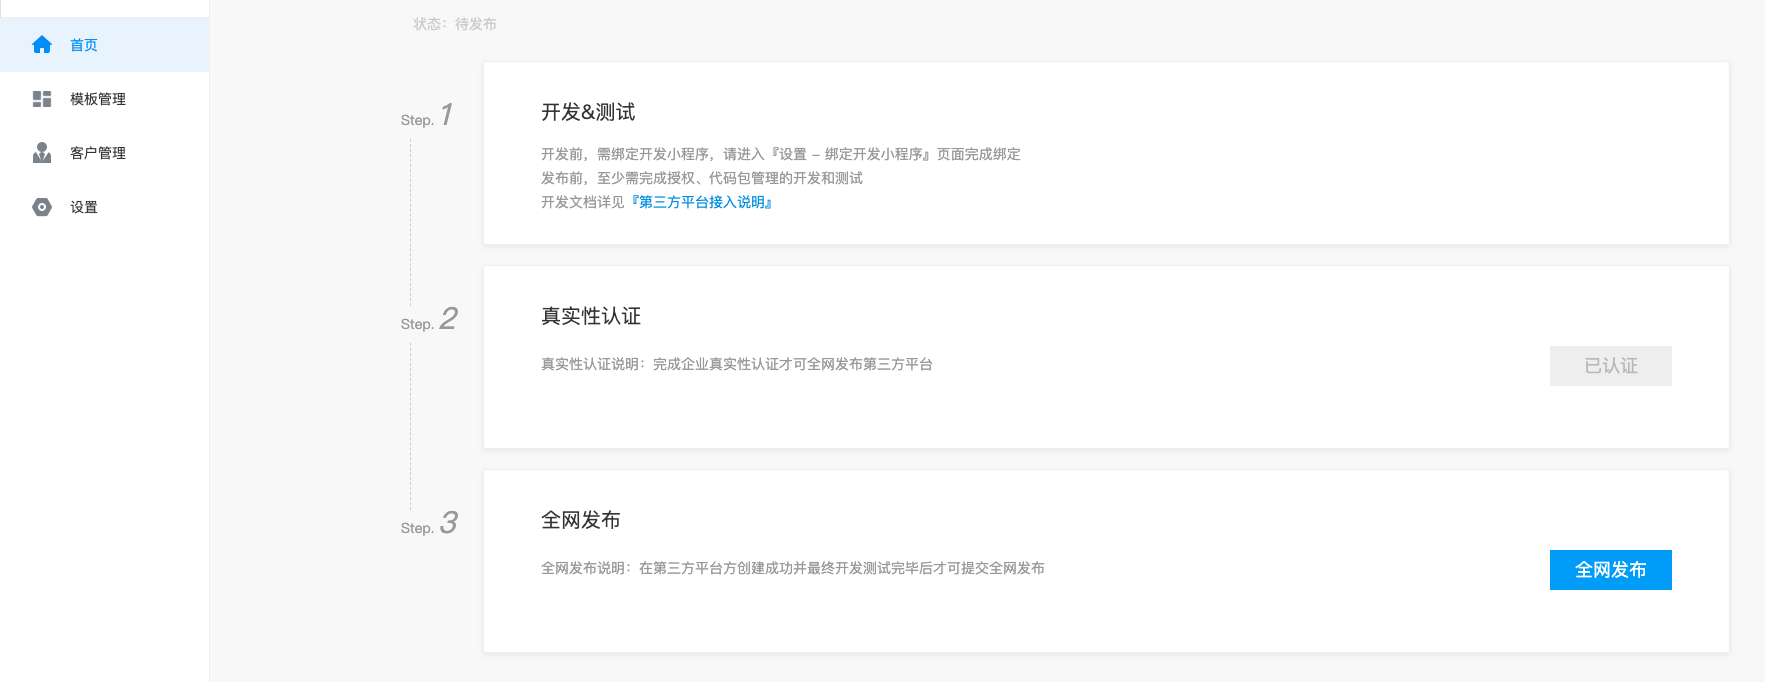 状态：待发布
首页
模板管理
客户管理
设置
Step. 1
开发&测试
开发前，需绑定开发小程序，请进入『设置 – 绑定开发小程序』页面完成绑定
发布前，至少需完成授权、代码包管理的开发和测试
开发文档详见『第三方平台接入说明』
Step. 2
真实性认证
真实性认证说明：完成企业真实性认证才可全网发布第三方平台
已认证
Step. 3
全网发布
全网发布说明：在第三方平台方创建成功并最终开发测试完毕后才可提交全网发布
全网发布